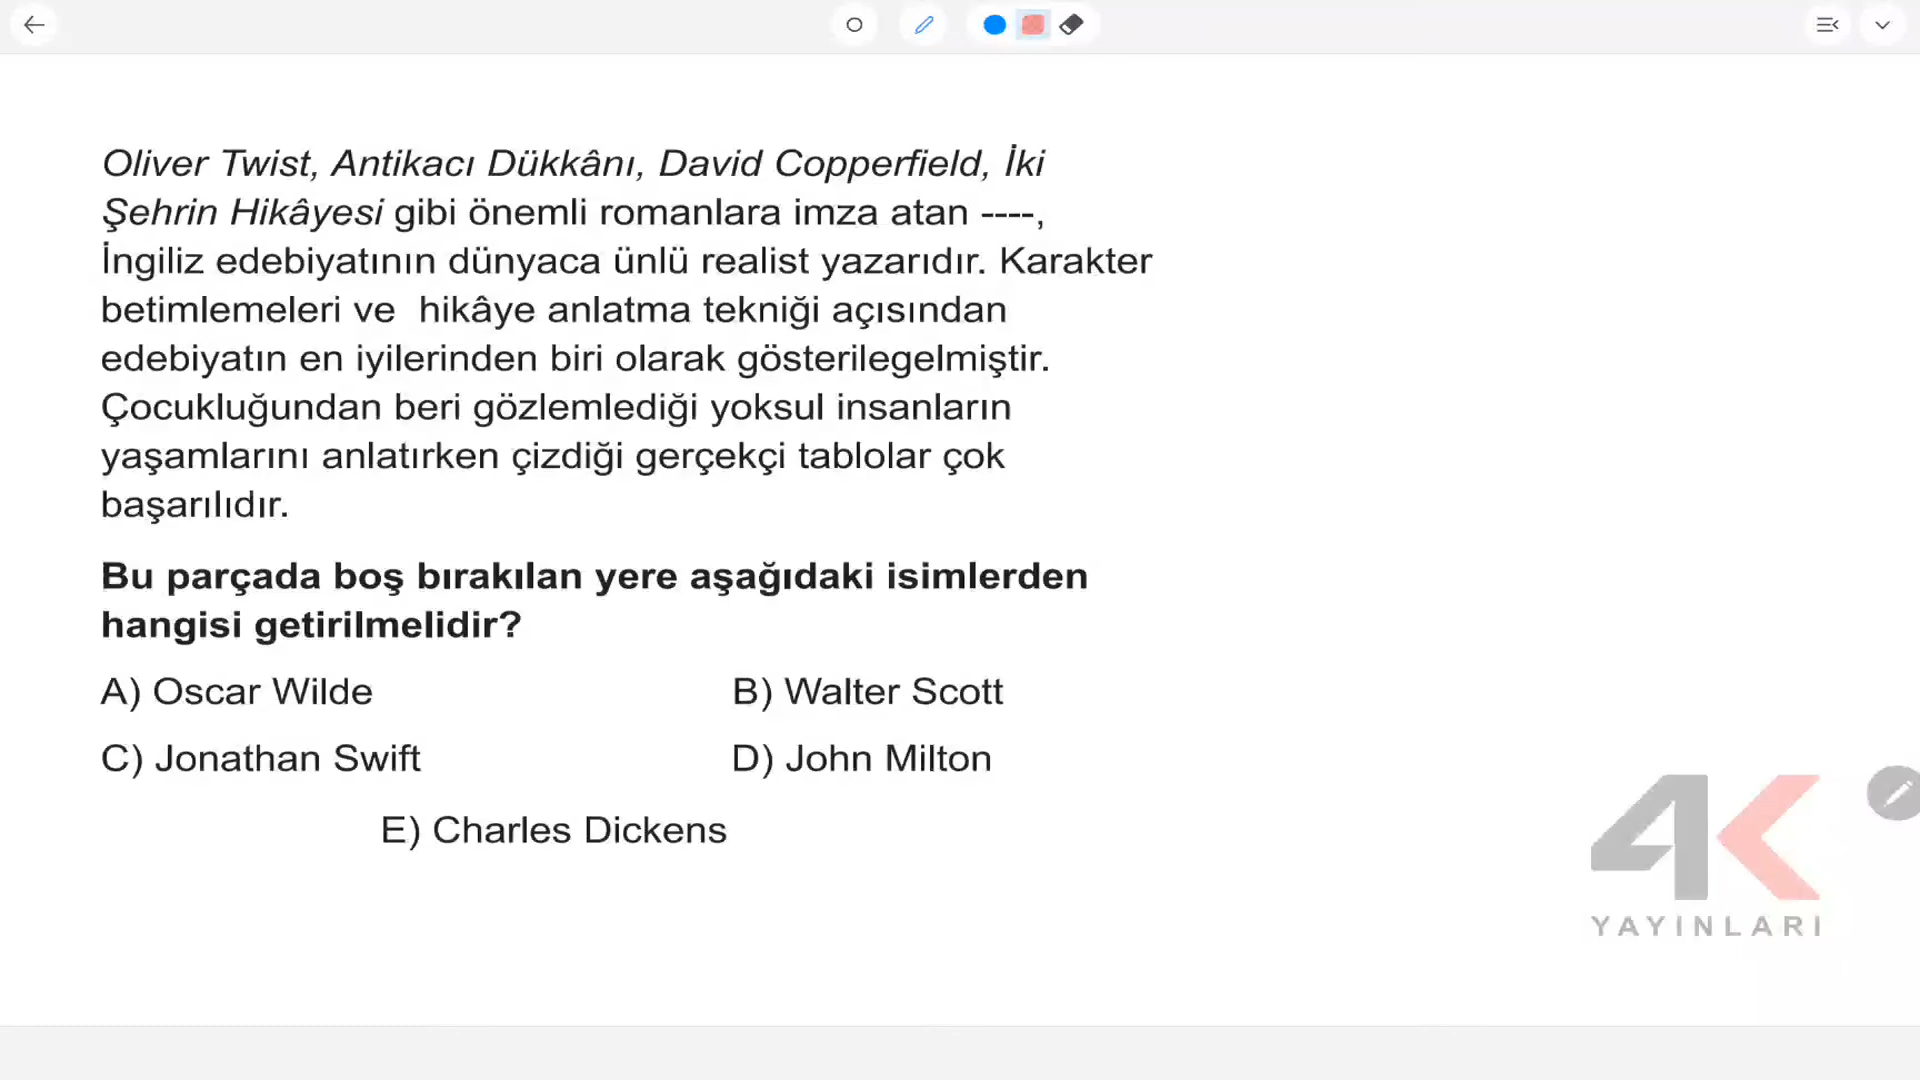 Oliver Twist, Antikacı Dükkânı, David Copperfield, İki
Şehrin Hikâyesi gibi önemli romanlara imza atan ----,
İngiliz edebiyatının dünyaca ünlü realist yazarıdır. Karakter
betimlemeleri ve  hikâye anlatma tekniği açısından
edebiyatın en iyilerinden biri olarak gösterilegelmiştir.
Çocukluğundan beri gözlemlediği yoksul insanların
yaşamlarını anlatırken çizdiği gerçekçi tablolar çok
başarılıdır.
Bu parçada boş bırakılan yere aşağıdaki isimlerden
hangisi getirilmelidir?
A) Oscar Wilde
B) Walter Scott
C) Jonathan Swift
D) John Milton
E) Charles Dickens
4K
YAYINLARI